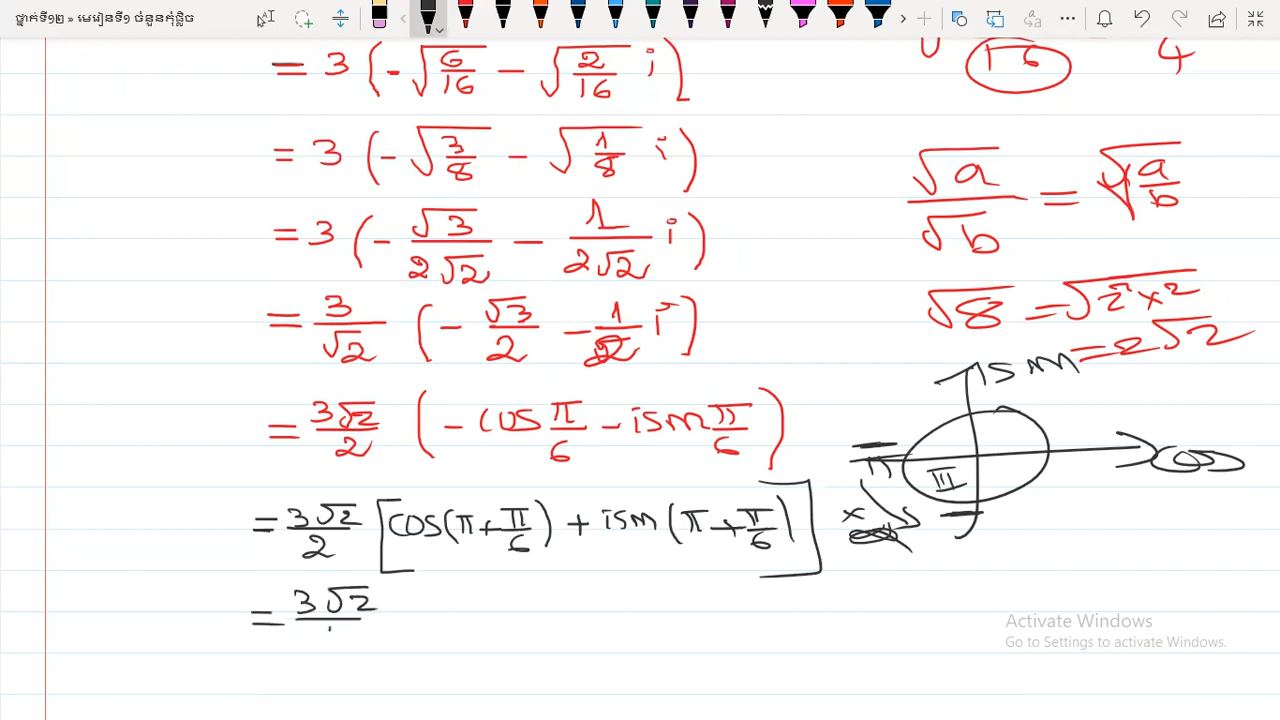 ថ្នាក់ទី១២ » មេរៀនទី១ ចំនួនកុំផ្លិច
= 3 (-√(6/16) - √(2/16) i]
16 4
= 3 (-√(3/8) - √(1/8) i)
√a/√b = √(a/b)
= 3 (- √3/(2√2) - 1/(2√2) i)
= 3/√2 (- √3/2 - 1/2 i)
√8 = √(2²×2)
= 2√2
sin
= 3√2/2 (- cos π/6 - i sin π/6)
cos
π
III
= 3√2/2 [cos(π + π/6) + i sin(π + π/6)]
= 3√2
Activate Windows
Go to Settings to activate Windows.